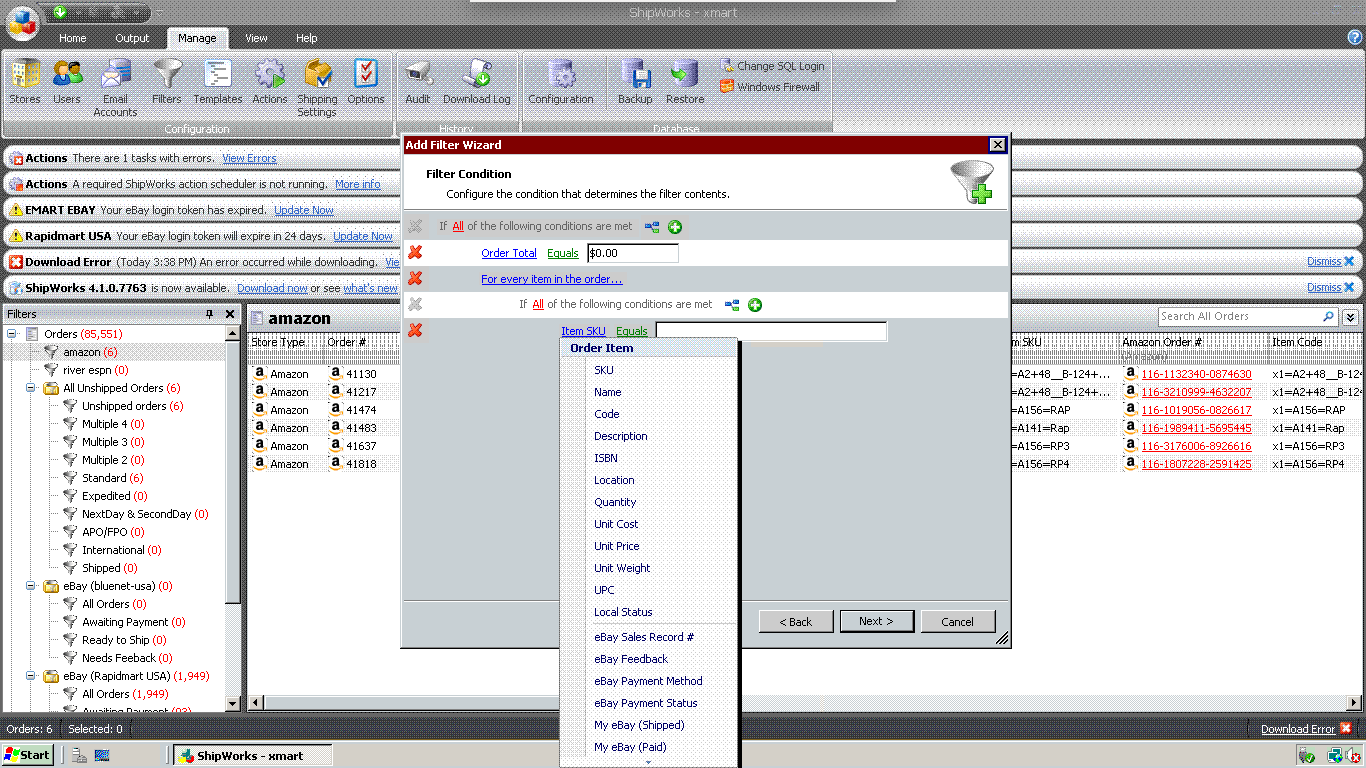 ShipWorks - xmart
Home Output Manage View Help
Stores Users Email Accounts Filters Templates Actions Shipping Settings Options
Audit Download Log
Configuration Backup Restore
Change SQL Login
Windows Firewall
Configuration History Database
Actions There are 1 tasks with errors. View Errors
Actions A required ShipWorks action scheduler is not running. More info
EMART EBAY Your eBay login token has expired. Update Now
Rapidmart USA Your eBay login token will expire in 24 days. Update Now
Download Error (Today 3:38 PM) An error occurred while downloading. Vie
Dismiss
ShipWorks 4.1.0.7763 is now available. Download now or see what's new
Dismiss
Filters
Orders (85,551)
amazon (6)
river espn (0)
All Unshipped Orders (6)
Unshipped orders (6)
Multiple 4 (0)
Multiple 3 (0)
Multiple 2 (0)
Standard (6)
Expedited (0)
NextDay & SecondDay (0)
APO/FPO (0)
International (0)
Shipped (0)
eBay (bluenet-usa) (0)
All Orders (0)
Awaiting Payment (0)
Ready to Ship (0)
Needs Feeback (0)
eBay (Rapidmart USA) (1,949)
All Orders (1,949)
Awaiting Payment (93)
amazon
Search All Orders
Store Type Order #
Amazon 41130
Amazon 41217
Amazon 41474
Amazon 41483
Amazon 41637
Amazon 41818
m SKU Amazon Order # Item Code
(Amazon)
=A2+48__B-124+... 116-1132340-0874630 x1=A2+48__B-124
=A2+48__B-124+... 116-3210999-4632207 x1=A2+48__B-124
=A156=RAP 116-1019056-0826617 x1=A156=RAP
=A141=Rap 116-1989411-5695445 x1=A141=Rap
=A156=RP3 116-3176006-8926616 x1=A156=RP3
=A156=RP4 116-1807228-2591425 x1=A156=RP4
Add Filter Wizard
Filter Condition
Configure the condition that determines the filter contents.
If All of the following conditions are met
Order Total Equals $0.00
For every item in the order...
If All of the following conditions are met
Item SKU Equals
Order Item
SKU
Name
Code
Description
ISBN
Location
Quantity
Unit Cost
Unit Price
Unit Weight
UPC
Local Status
eBay Sales Record #
eBay Feedback
eBay Payment Method
eBay Payment Status
My eBay (Shipped)
My eBay (Paid)
< Back Next > Cancel
Orders: 6 Selected: 0
Download Error
Start ShipWorks - xmart